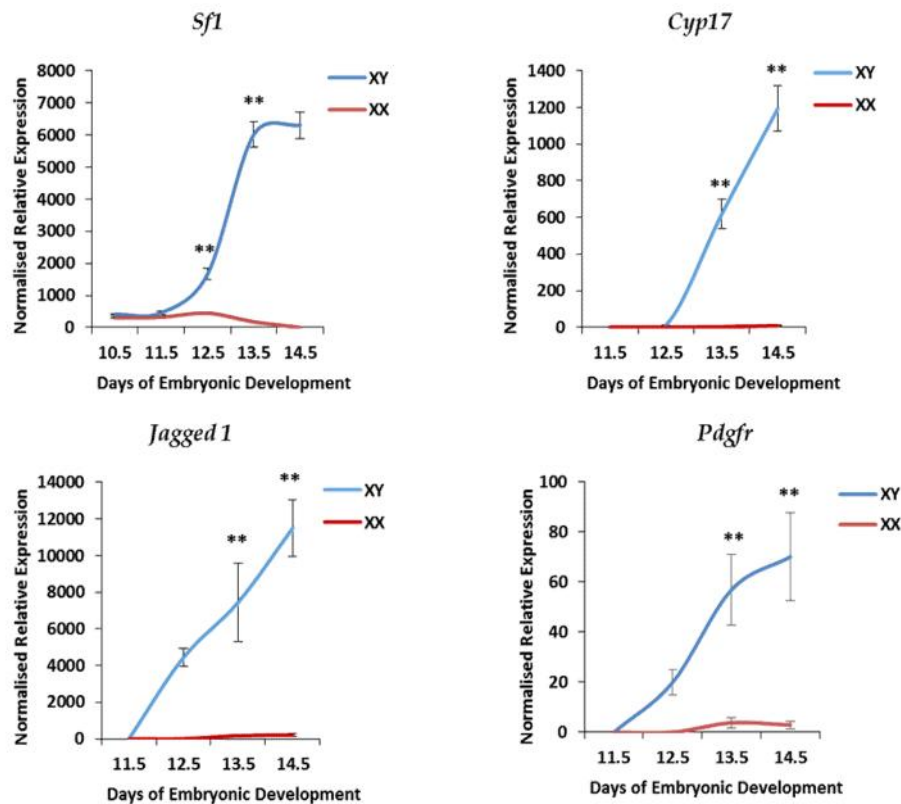 Sf1
Normalised Relative Expression
8000
7000
6000
5000
4000
3000
2000
1000
0
**
**
XY
XX
10.5 11.5 12.5 13.5 14.5
Days of Embryonic Development
Cyp17
Normalised Relative Expression
1400
1200
1000
800
600
400
200
0
**
**
XY
XX
11.5 12.5 13.5 14.5
Days of Embryonic Development
Jagged 1
Normalised Relative Expression
14000
12000
10000
8000
6000
4000
2000
0
**
**
XY
XX
11.5 12.5 13.5 14.5
Days of Embryonic Development
Pdgfr
Normalised Relative Expression
100
80
60
40
20
0
**
**
XY
XX
11.5 12.5 13.5 14.5
Days of Embryonic Development